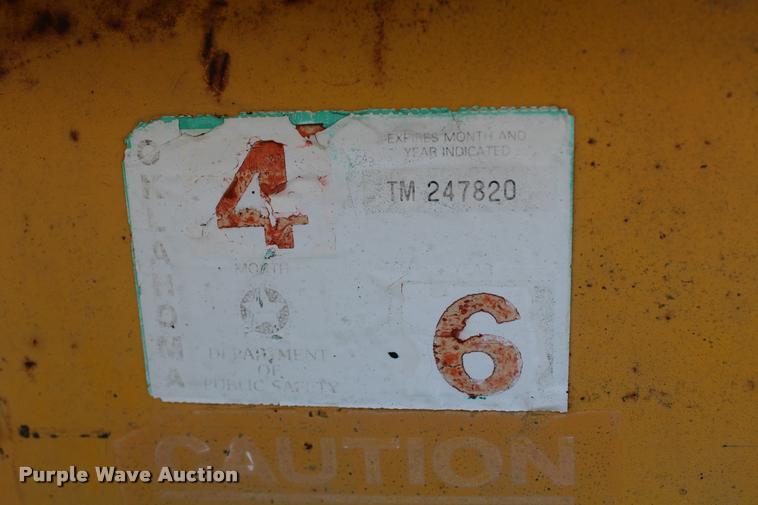 OKLAHOMA
4
MONTH
EXPIRES MONTH AND
YEAR INDICATED
TM 247820
6
DEPARTMENT
OF
PUBLIC SAFETY
CAUTION
Purple Wave Auction